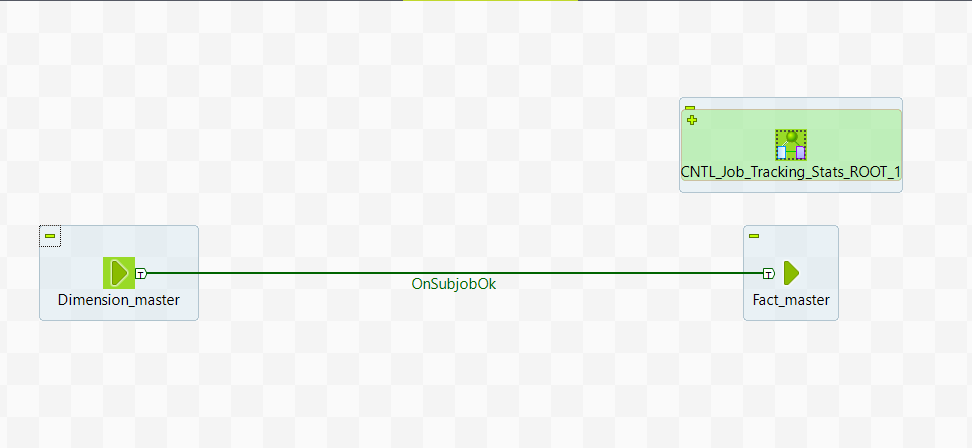 CNTL_Job_Tracking_Stats_ROOT_1
T
T
OnSubjobOk
Dimension_master
Fact_master